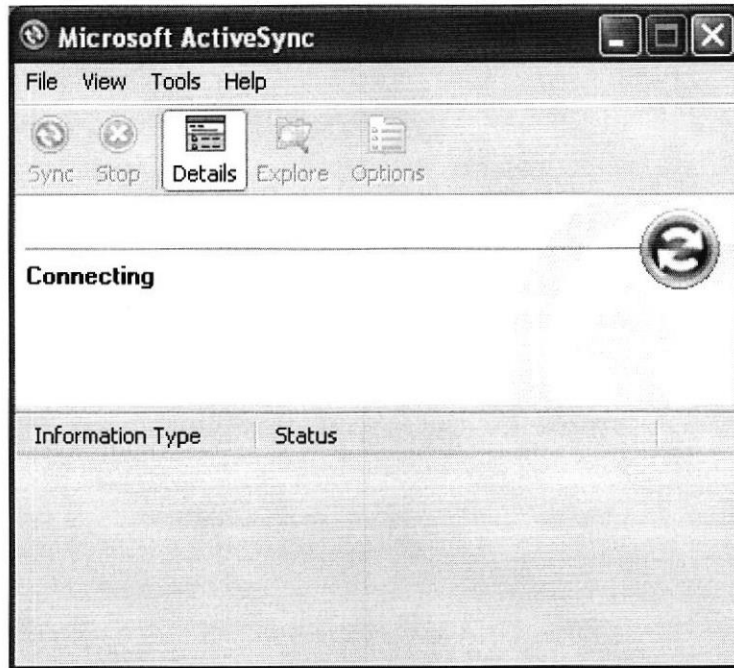 Microsoft ActiveSync
File View Tools Help
Sync Stop Details Explore Options
Connecting
Information Type Status